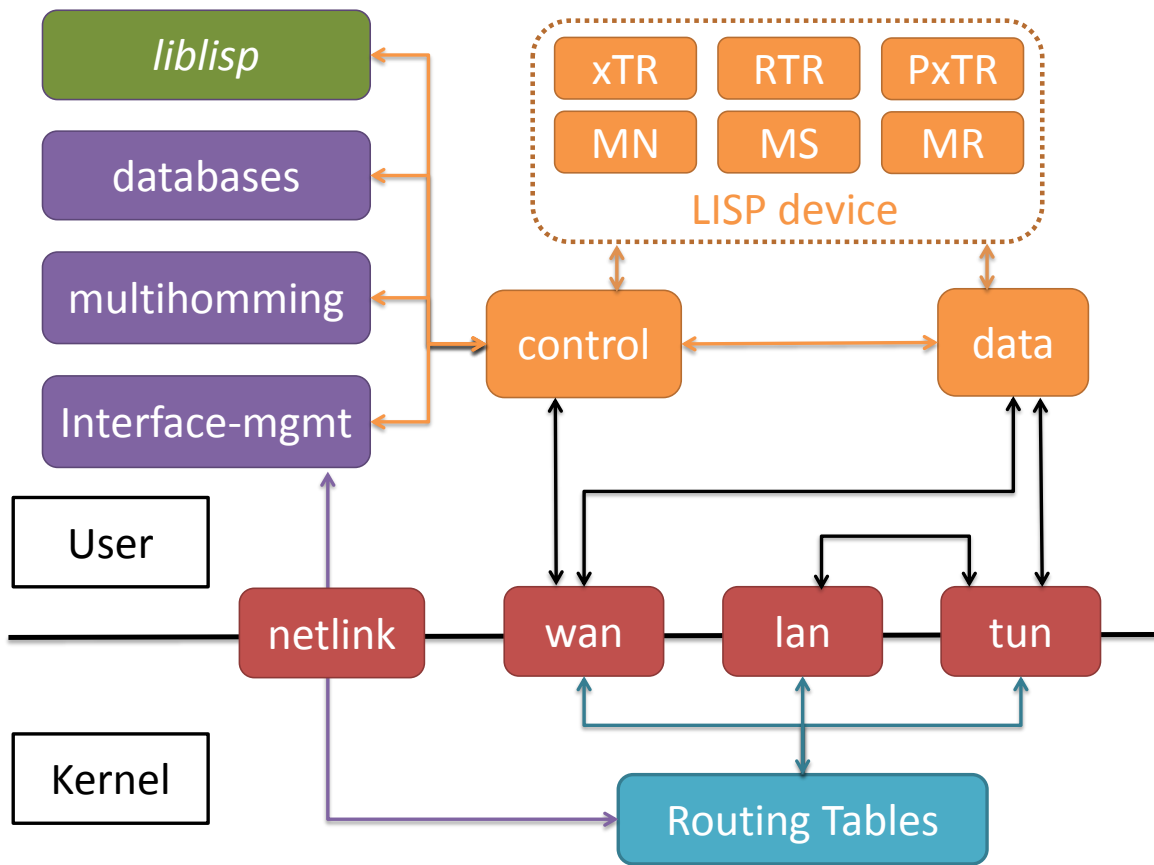 liblisp
databases
multihomming
Interface-mgmt
xTR
RTR
PxTR
MN
MS
MR
LISP device
control
data
User
netlink
wan
lan
tun
Kernel
Routing Tables